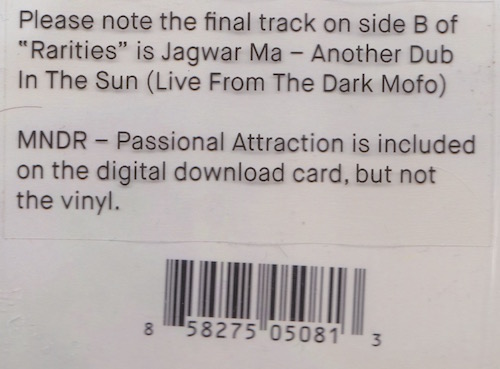 Please note the final track on side B of
"Rarities" is Jagwar Ma – Another Dub
In The Sun (Live From The Dark Mofo)
MNDR – Passional Attraction is included
on the digital download card, but not
the vinyl.
8 58275 05081 3